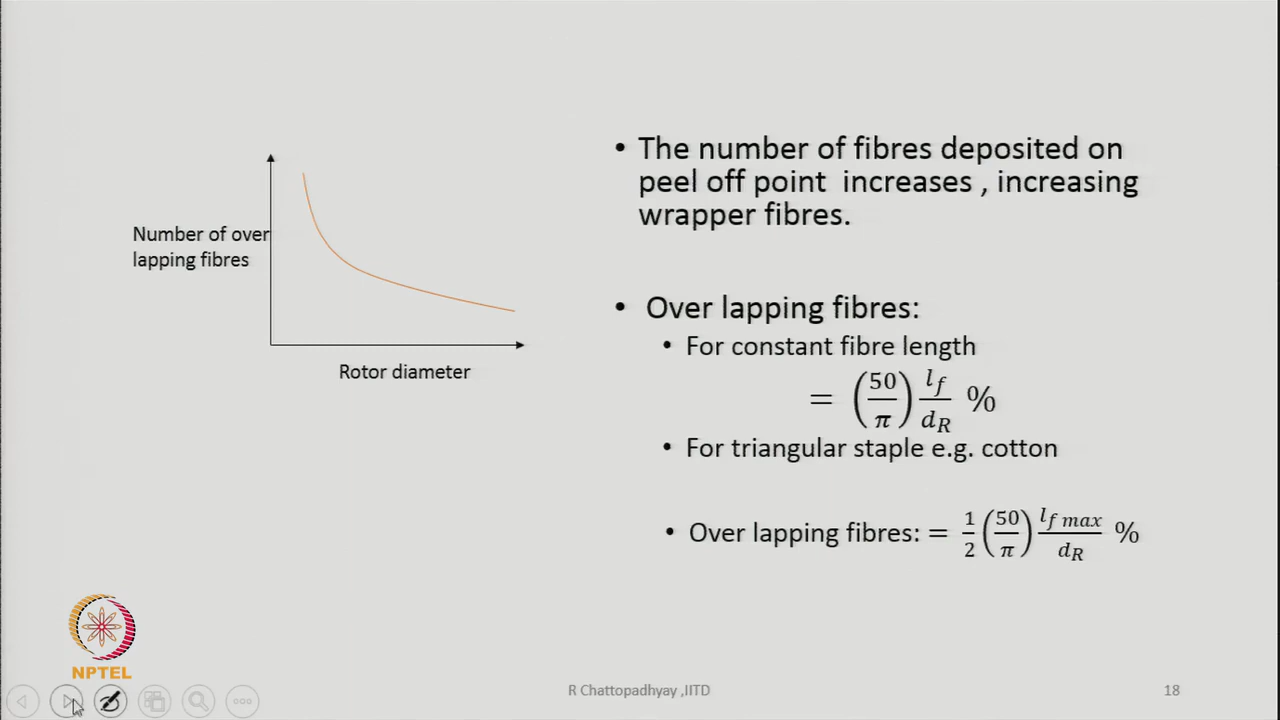 Number of over
lapping fibres
Rotor diameter
• The number of fibres deposited on
peel off point increases , increasing
wrapper fibres.
• Over lapping fibres:
• For constant fibre length
= (50/π) l_f/d_R %
• For triangular staple e.g. cotton
• Over lapping fibres: = 1/2 (50/π) l_f max/d_R %
NPTEL
R Chattopadhyay ,IITD
18